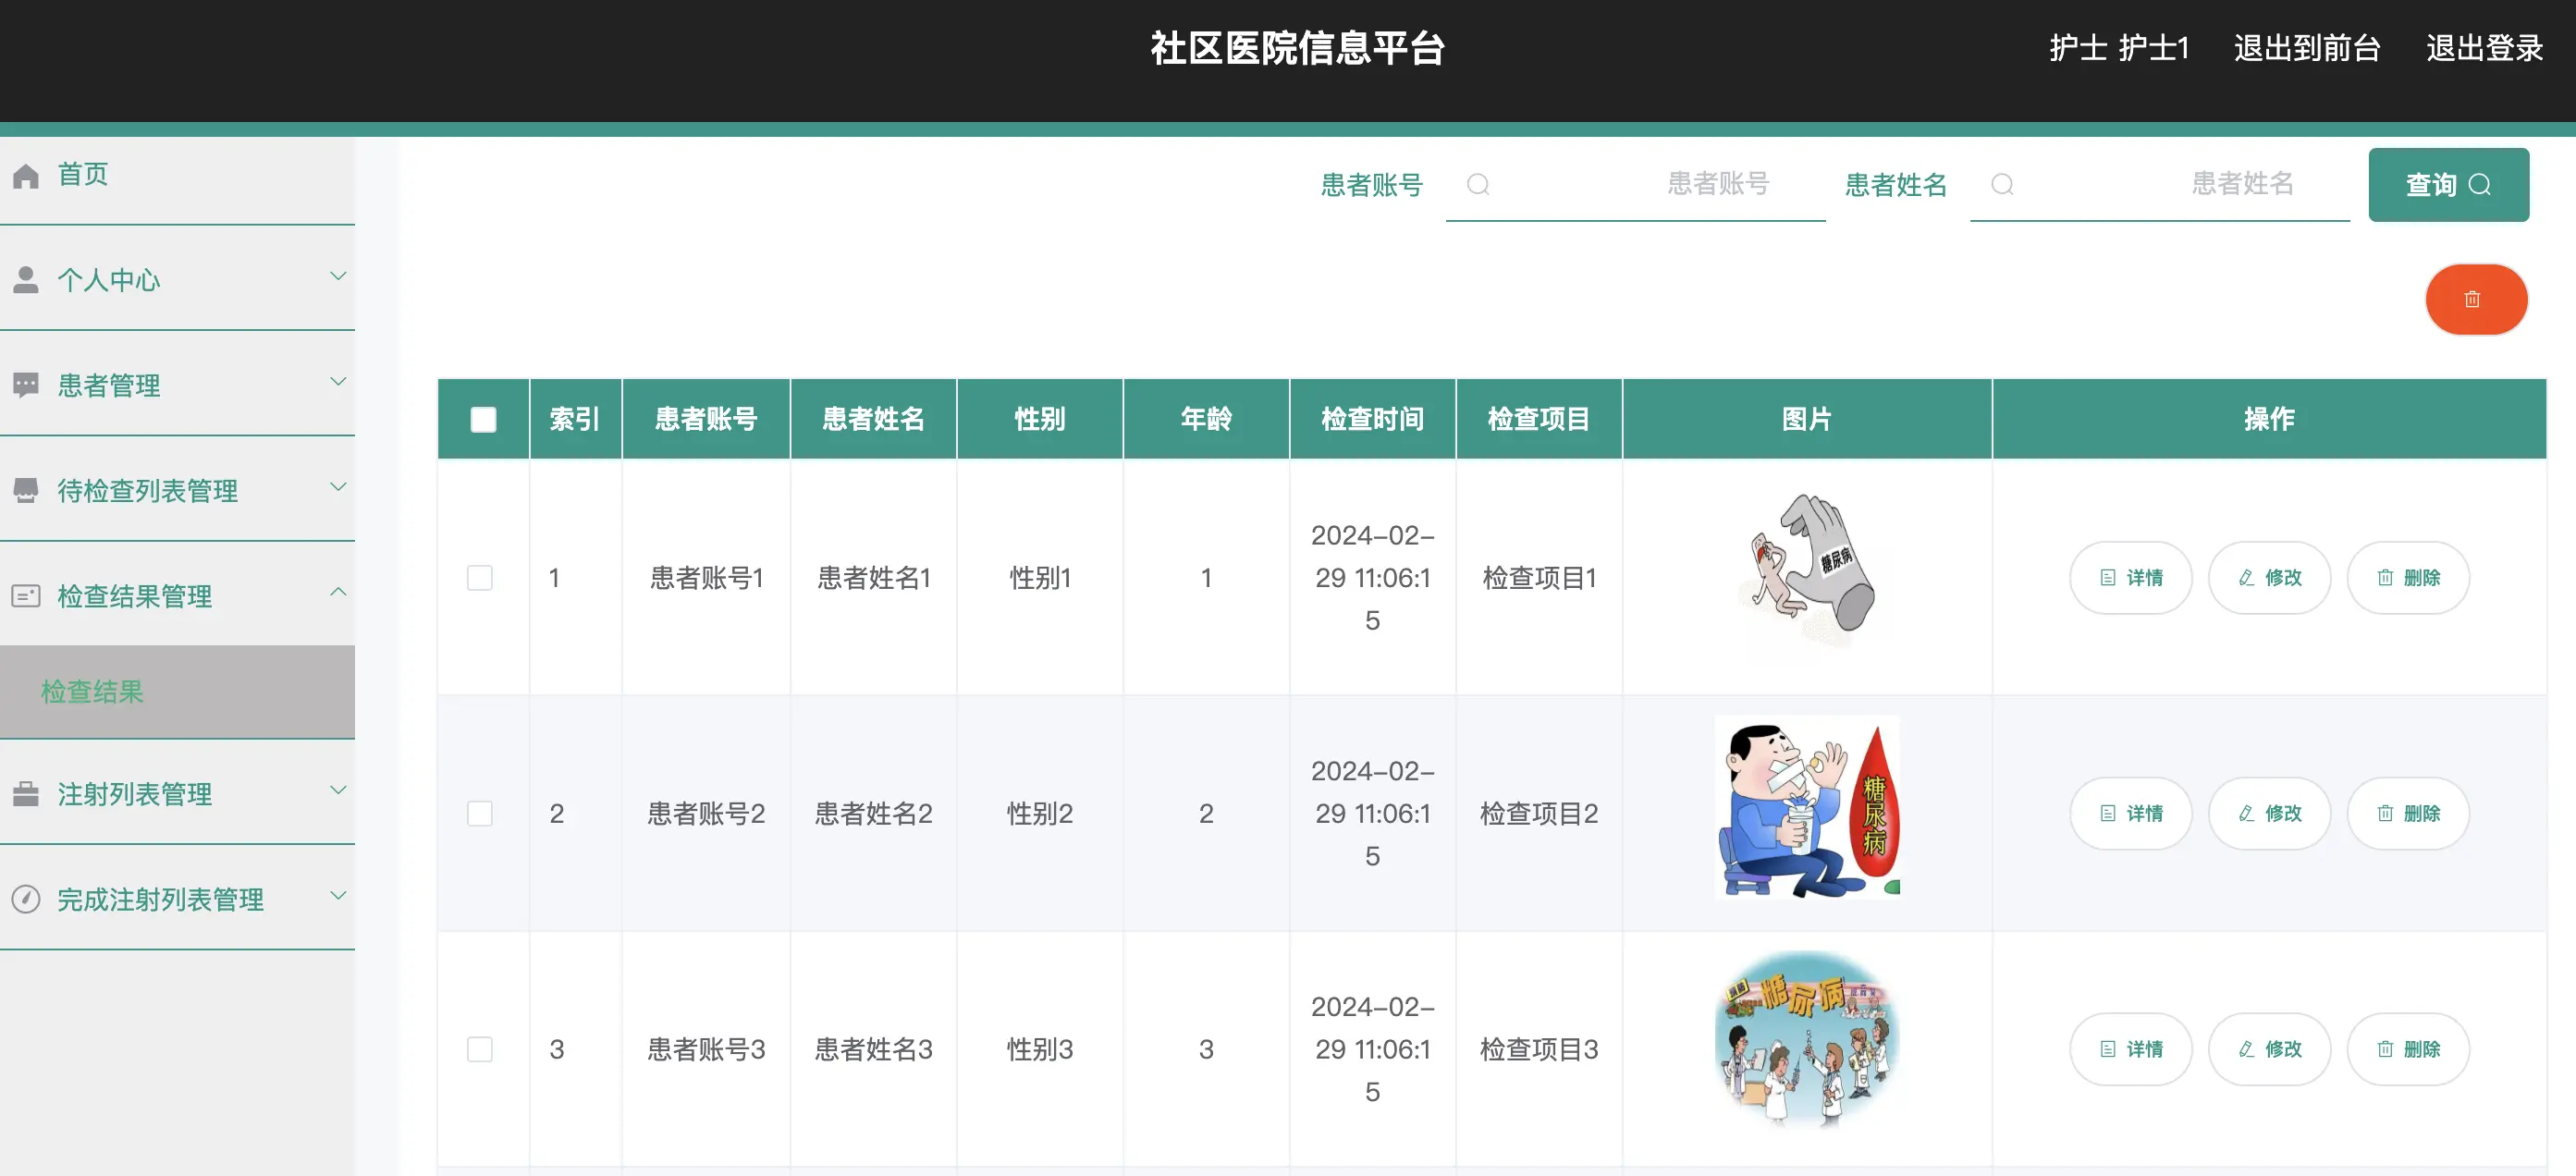 社区医院信息平台
护士 护士1 退出到前台 退出登录
首页
个人中心
患者管理
待检查列表管理
检查结果管理
检查结果
注射列表管理
完成注射列表管理
患者账号 患者账号 患者姓名 患者姓名 查询
索引 患者账号 患者姓名 性别 年龄 检查时间 检查项目 图片 操作
1 患者账号1 患者姓名1 性别1 1 2024-02-29 11:06:15 检查项目1 糖尿病 详情 修改 删除
2 患者账号2 患者姓名2 性别2 2 2024-02-29 11:06:15 检查项目2 糖尿病 详情 修改 删除
3 患者账号3 患者姓名3 性别3 3 2024-02-29 11:06:15 检查项目3 糖尿病 详情 修改 删除